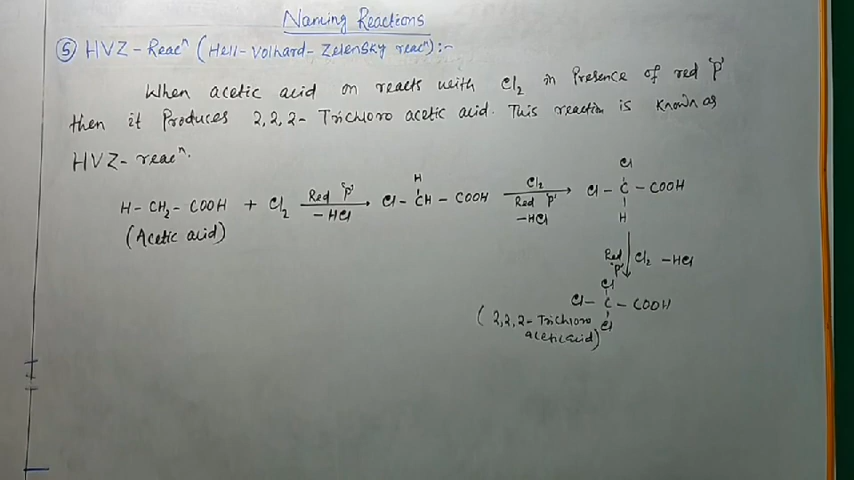 Naming Reactions
⑤ HVZ-Reacⁿ (Hell-Volhard-Zelensky reacⁿ):-
When acetic acid on reacts with Cl₂ in Presence of red 'P'
then it Produces 2,2,2-Trichloro acetic acid. This reaction is known as
HVZ-reacⁿ.
H-CH₂-COOH + Cl₂ Red 'P' -HCl → Cl-CH-COOH Cl₂ Red 'P' -HCl → Cl-C-COOH
H
Cl
H
(Acetic acid)
Red 'P' Cl₂ -HCl
Cl
Cl-C-COOH
Cl
(2,2,2-Trichloro
acetic acid)